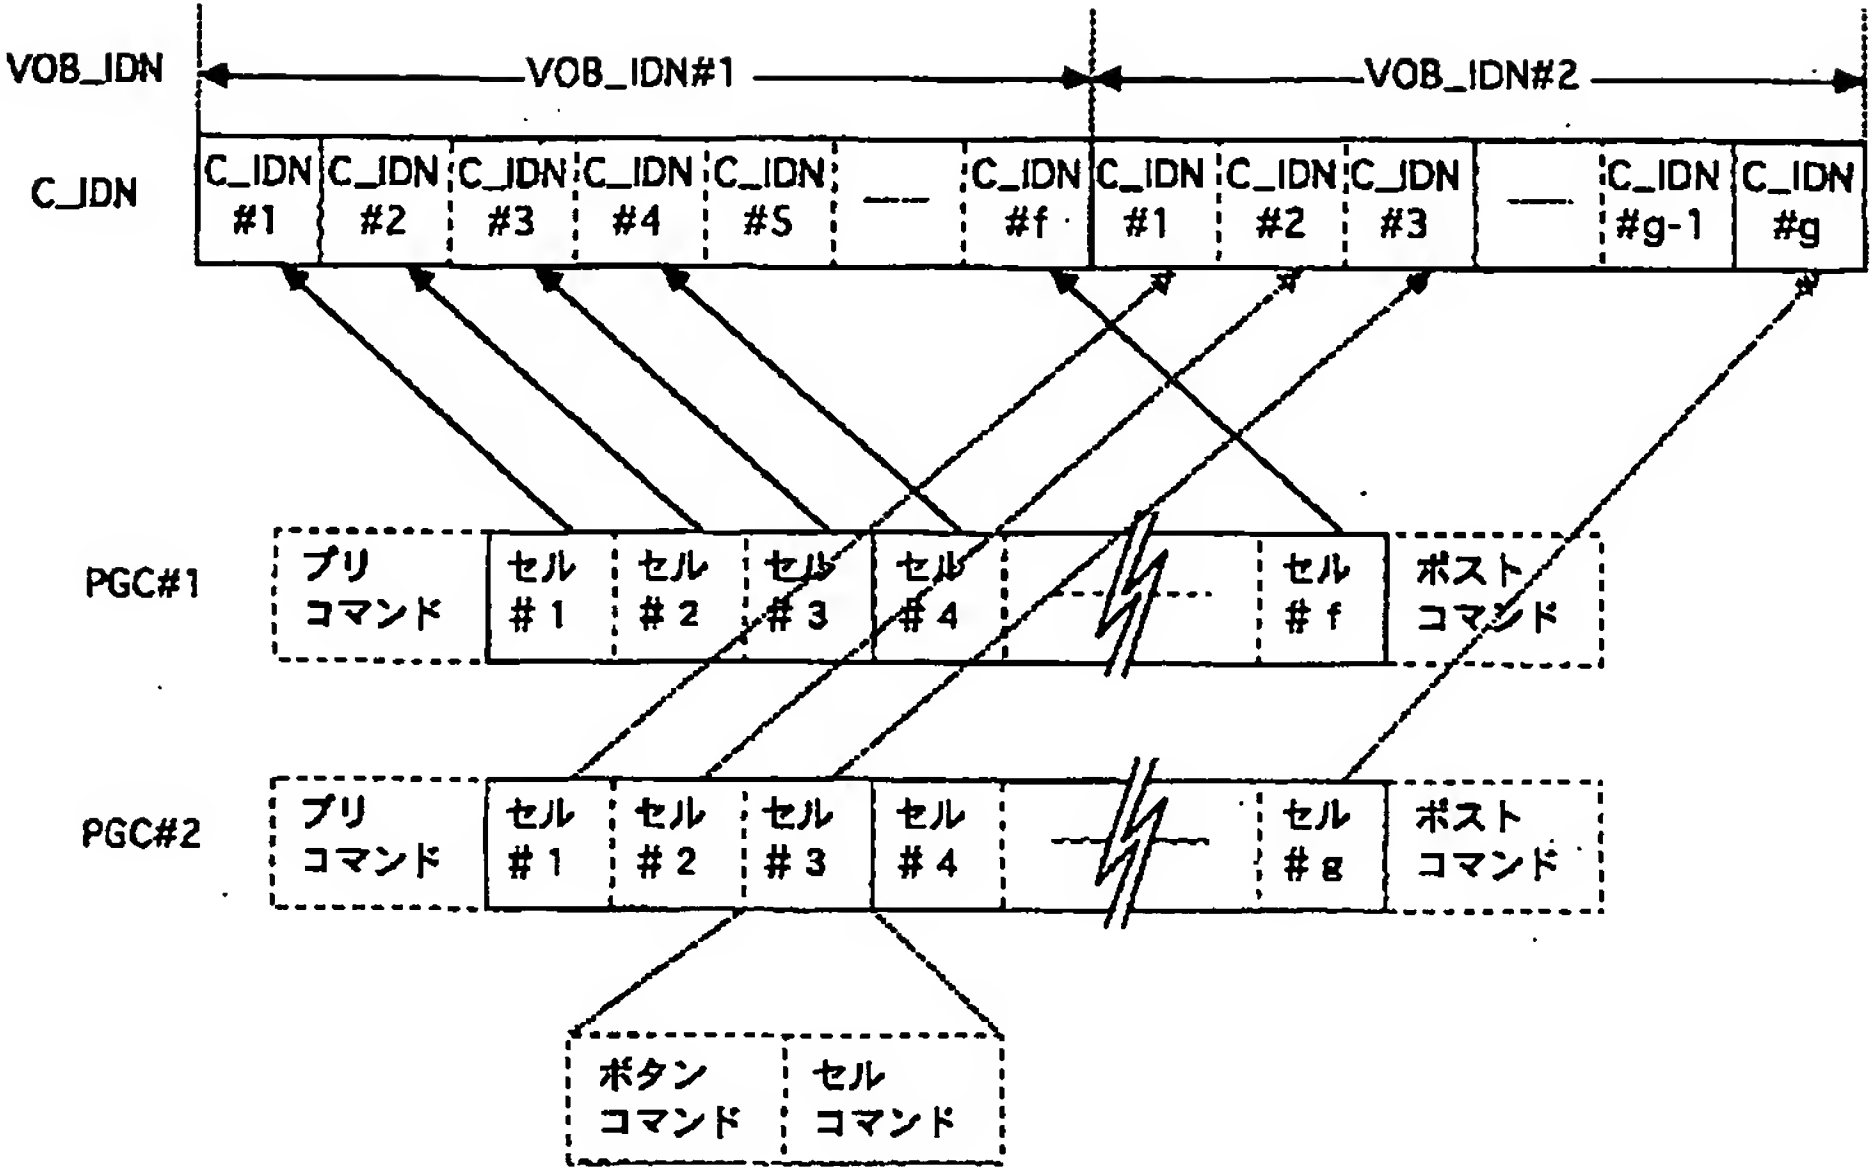 VOB_IDN
VOB_IDN#1
VOB_IDN#2
C_IDN
C_IDN
#1
C_IDN
#2
C_IDN
#3
C_IDN
#4
C_IDN
#5
C_IDN
#f
C_IDN
#1
C_IDN
#2
C_IDN
#3
C_IDN
#g-1
C_IDN
#g
PGC#1
プリ
コマンド
セル
#1
セル
#2
セル
#3
セル
#4
セル
#f
ポスト
コマンド
PGC#2
プリ
コマンド
セル
#1
セル
#2
セル
#3
セル
#4
セル
#g
ポスト
コマンド
ボタン
コマンド
セル
コマンド